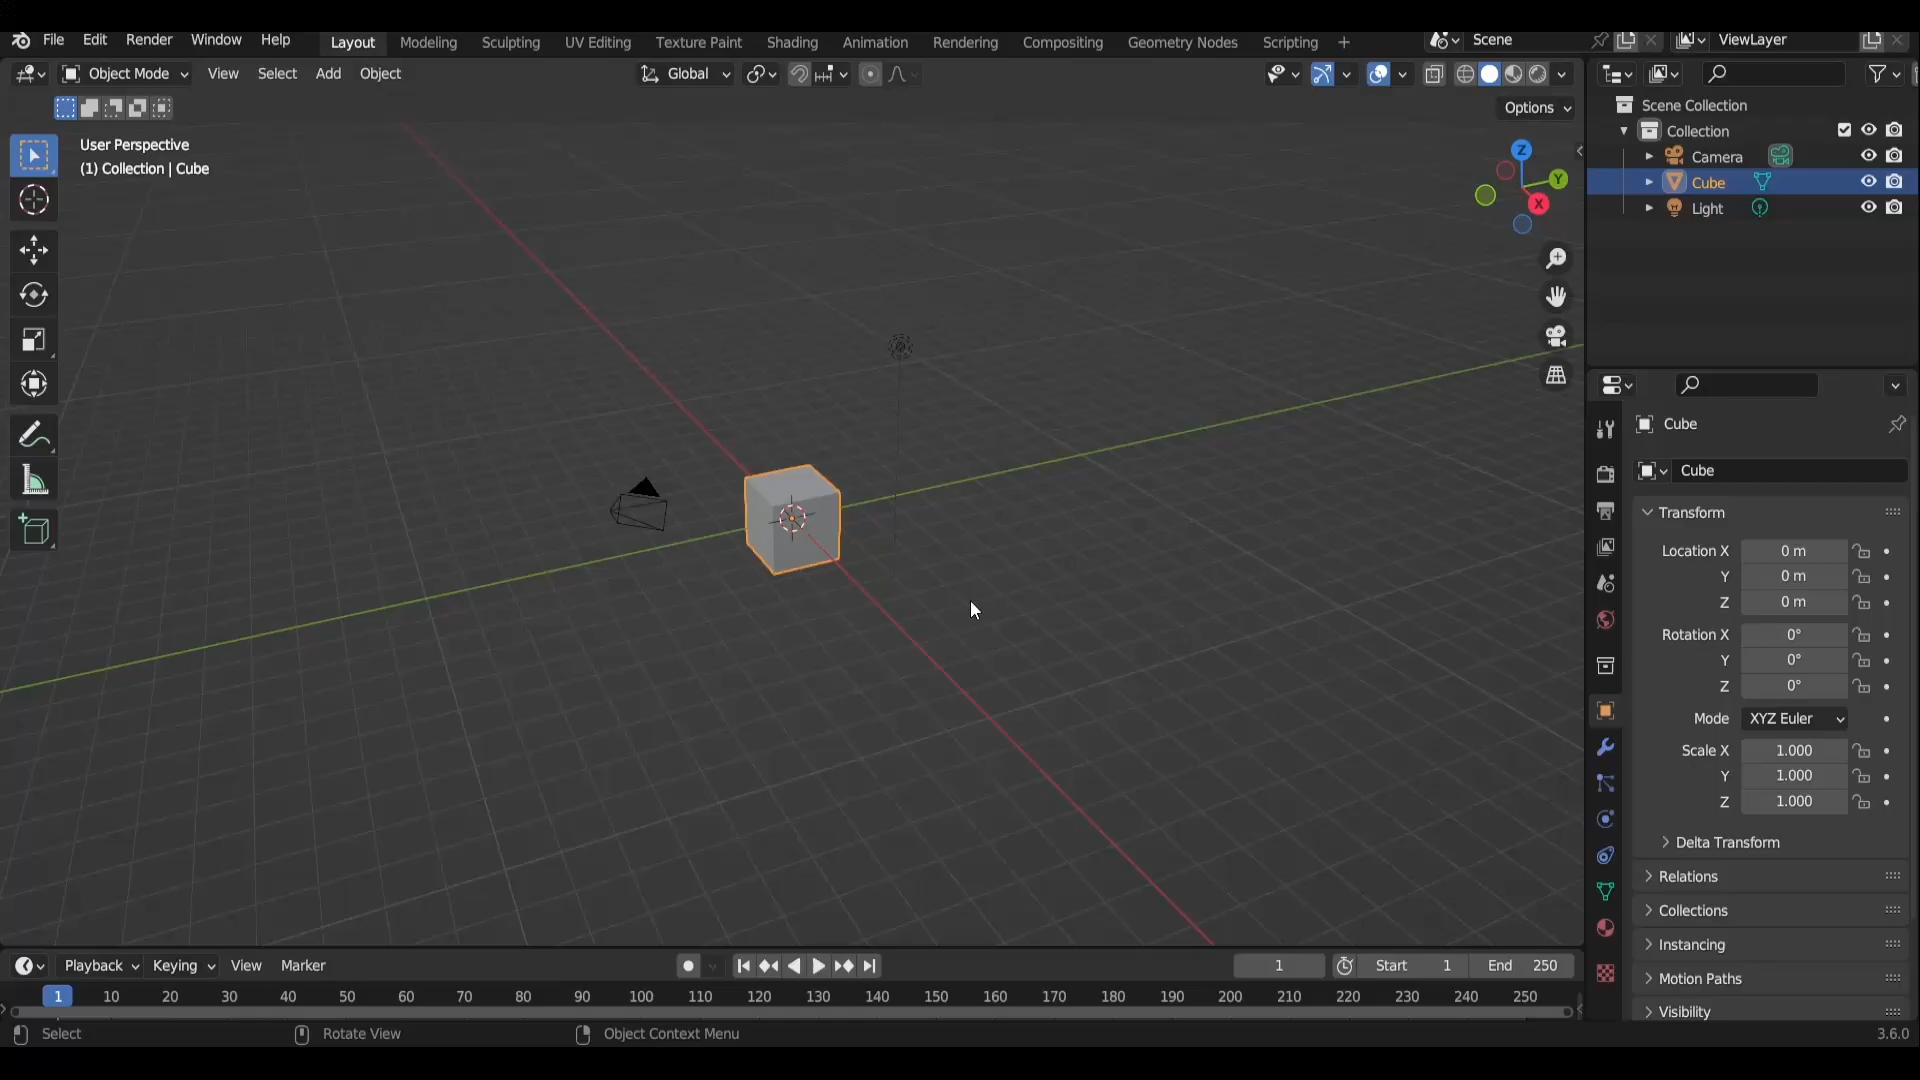 File Edit Render Window Help Layout Modeling Sculpting UV Editing Texture Paint Shading Animation Rendering Compositing Geometry Nodes Scripting + Scene ViewLayer
Object Mode View Select Add Object Global
Options
User Perspective
(1) Collection | Cube
Z
Y
X
Scene Collection
Collection
Camera
Cube
Light
Cube
Cube
Transform
Location X 0 m
Y 0 m
Z 0 m
Rotation X 0°
Y 0°
Z 0°
Mode XYZ Euler
Scale X 1.000
Y 1.000
Z 1.000
Delta Transform
Relations
Collections
Instancing
Motion Paths
Visibility
Playback Keying View Marker 1 Start 1 End 250
1 10 20 30 40 50 60 70 80 90 100 110 120 130 140 150 160 170 180 190 200 210 220 230 240 250
Select Rotate View Object Context Menu 3.6.0